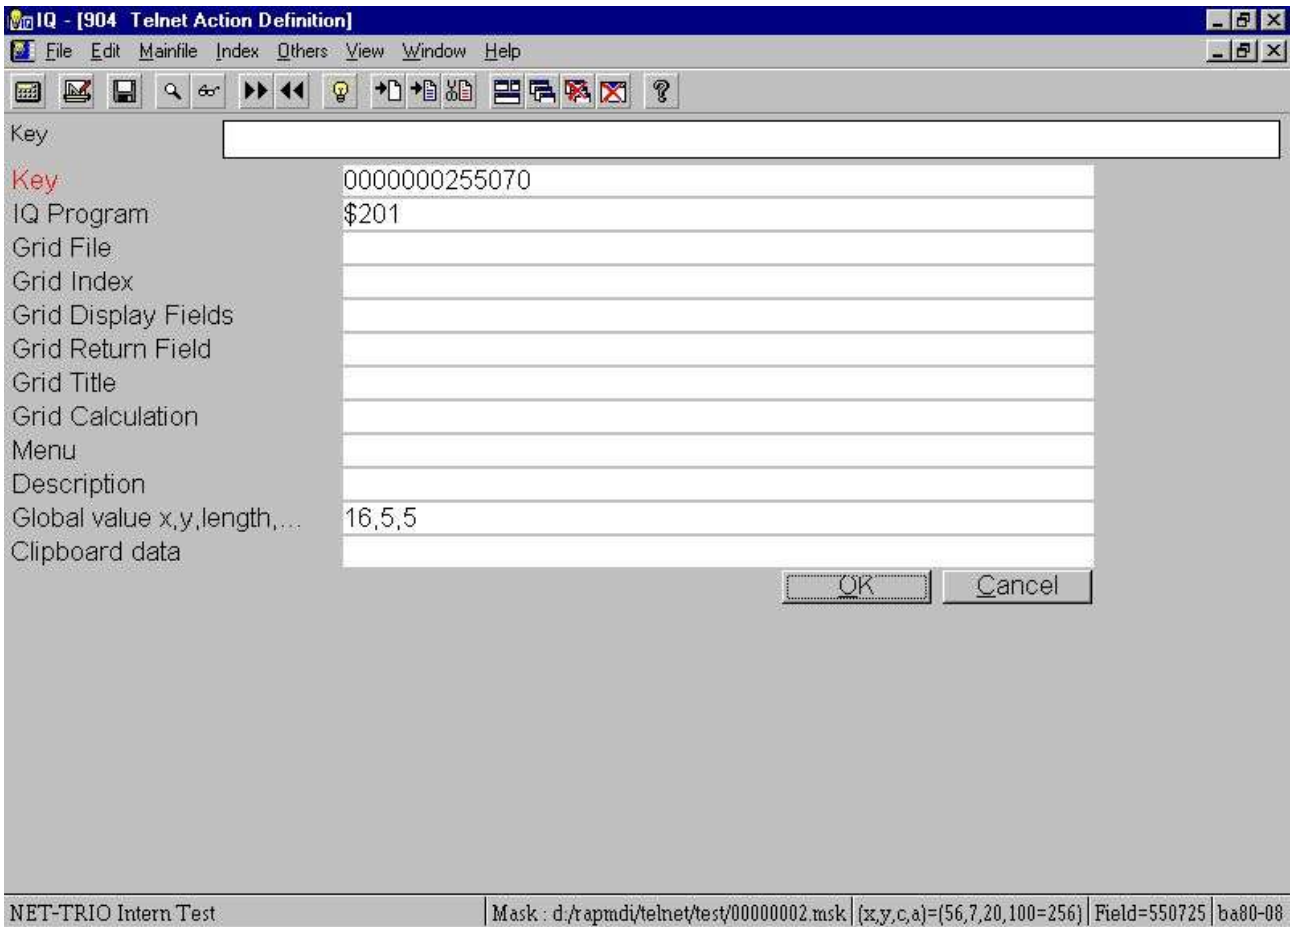 IQ - [904 Telnet Action Definition]
File Edit Mainfile Index Others View Window Help
Key
Key 0000000255070
IQ Program $201
Grid File
Grid Index
Grid Display Fields
Grid Return Field
Grid Title
Grid Calculation
Menu
Description
Global value x,y,length,... 16,5,5
Clipboard data
OK Cancel
NET-TRIO Intern Test Mask : d:/rapmdi/telnet/test/00000002.msk (x,y,c,a)=(56,7,20,100=256) Field=550725 ba80-08